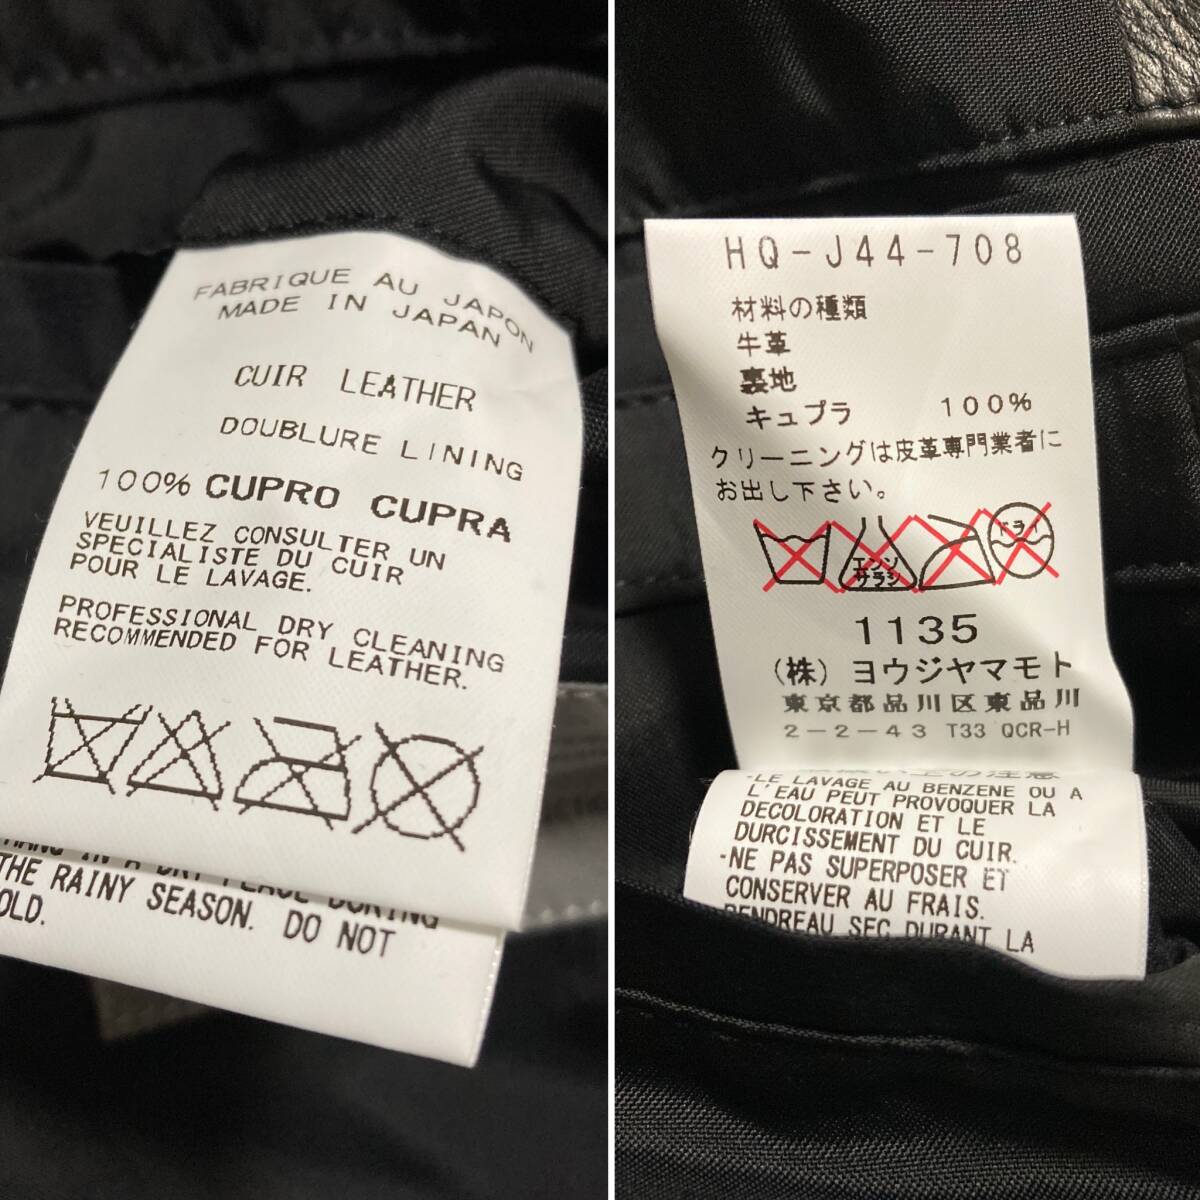 FABRIQUE AU JAPON
MADE IN JAPAN
CUIR LEATHER
DOUBLURE LINING
100% CUPRO CUPRA
VEUILLEZ CONSULTER UN
SPECIALISTE DU CUIR
POUR LE LAVAGE.
PROFESSIONAL DRY CLEANING
RECOMMENDED FOR LEATHER.
THE RAINY SEASON. DO NOT
HQ-J44-708
材料の種類
牛革
裏地
キュプラ 100%
クリーニングは皮革専門業者に
お出し下さい。
エンソ
サラシ
ドライ
1135
(株) ヨウジヤマモト
東京都品川区東品川
2-2-43 T33 QCR-H
-LE LAVAGE AU BENZENE OU A
L'EAU PEUT PROVOQUER LA
DECOLORATION ET LE
DURCISSEMENT DU CUIR.
-NE PAS SUPERPOSER ET
CONSERVER AU FRAIS.
SEC DURANT LA